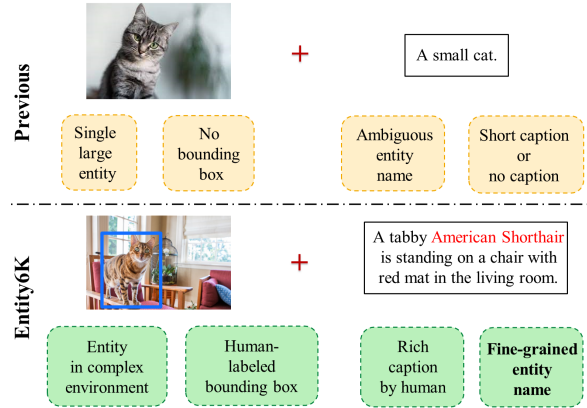 Previous
+
A small cat.
Single
large
entity
No
bounding
box
Ambiguous
entity
name
Short caption
or
no caption
Entity6K
+
A tabby American Shorthair
is standing on a chair with
red mat in the living room.
Entity
in complex
environment
Human-
labeled
bounding box
Rich
caption
by human
Fine-grained
entity
name